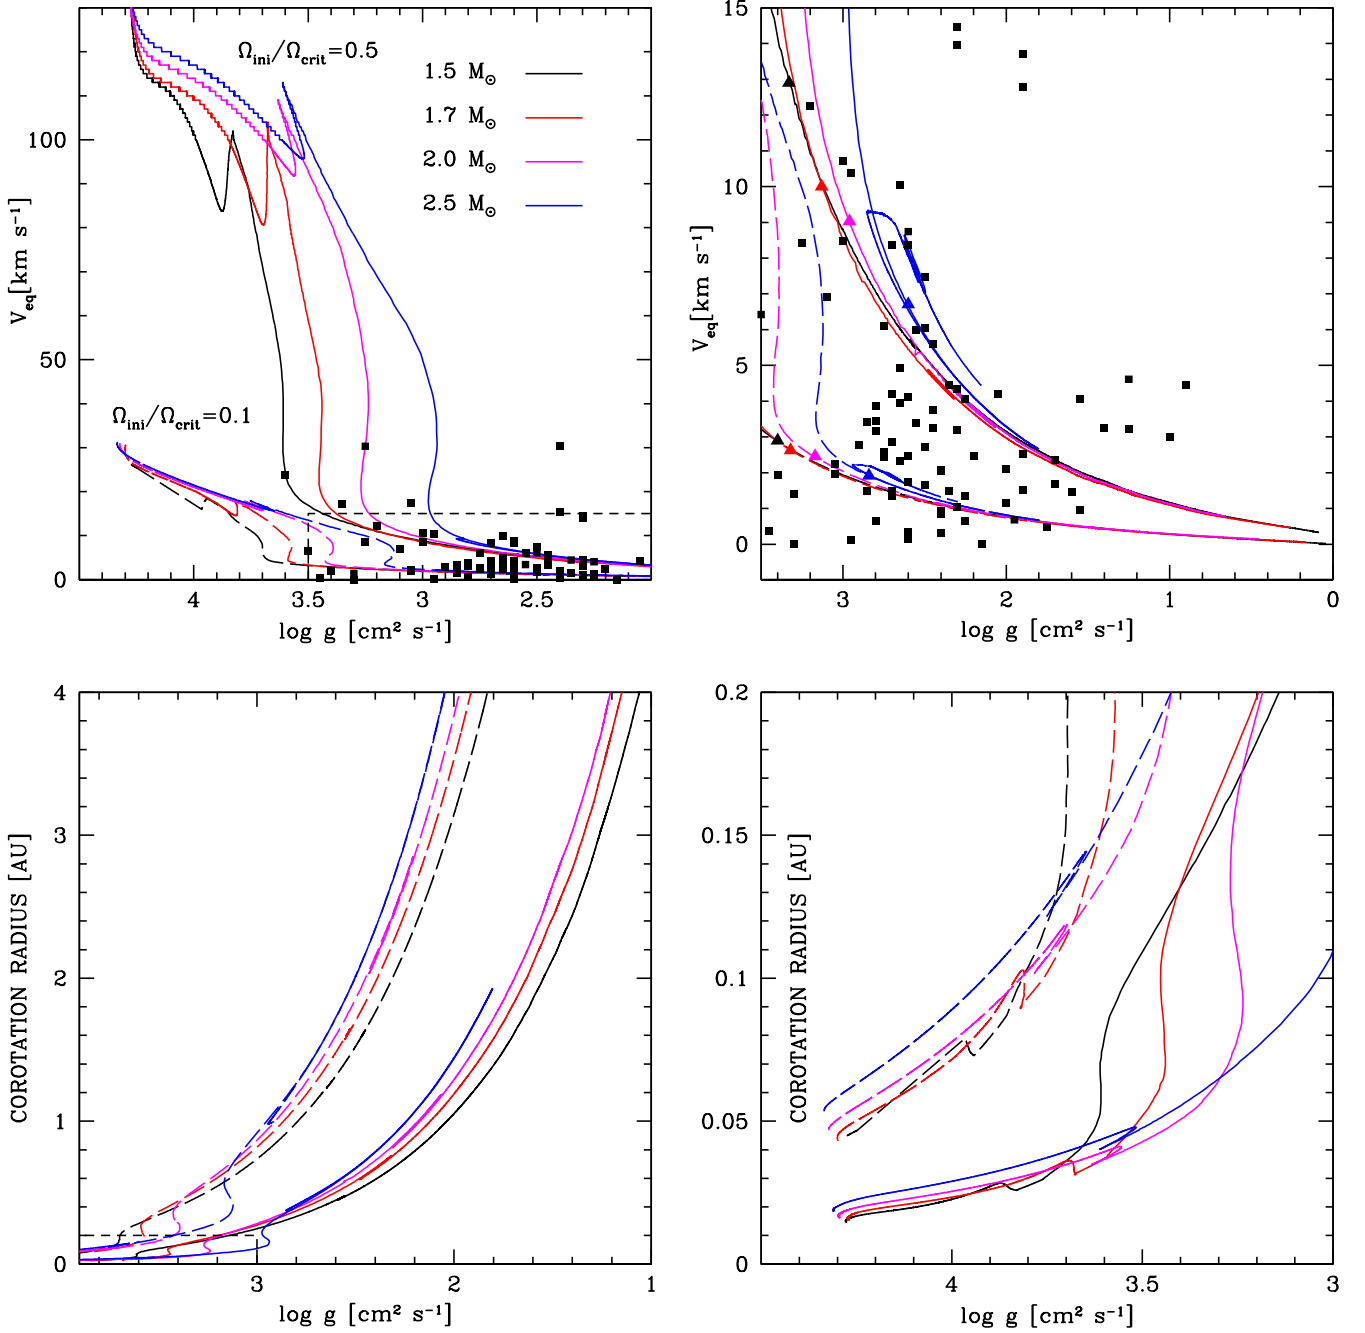 Ω_ini/Ω_crit=0.5
1.5 M_⊙
1.7 M_⊙
2.0 M_⊙
2.5 M_⊙
Ω_ini/Ω_crit=0.1
100
50
0
V_eq[km s⁻¹]
4
3.5
3
2.5
log g [cm² s⁻¹]
15
10
5
0
V_eq[km s⁻¹]
3
2
1
0
log g [cm² s⁻¹]
4
3
2
1
0
COROTATION RADIUS [AU]
3
2
1
log g [cm² s⁻¹]
0.2
0.15
0.1
0.05
0
COROTATION RADIUS [AU]
4
3.5
3
log g [cm² s⁻¹]